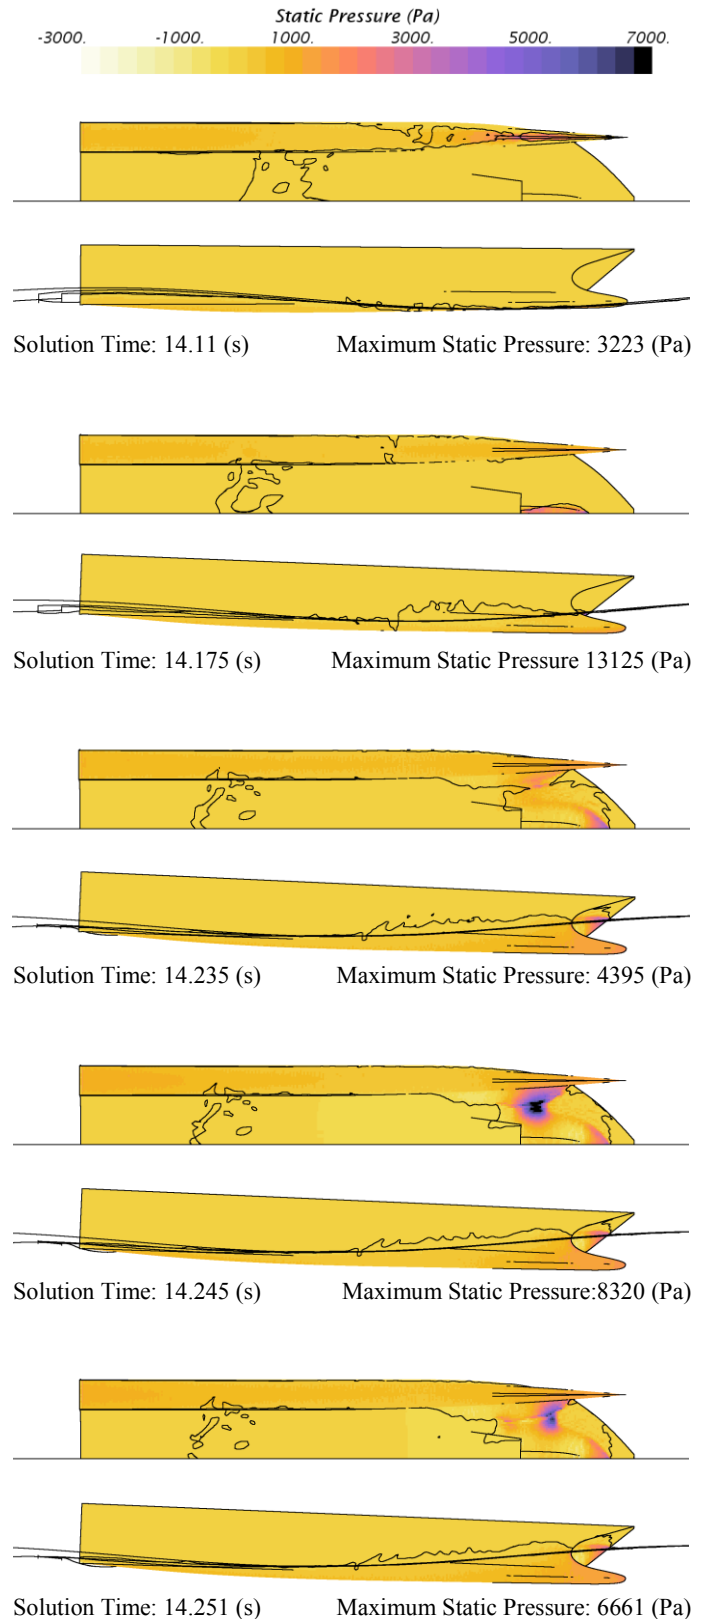 Static Pressure (Pa)
-3000. -1000. 1000. 3000. 5000. 7000.
Solution Time: 14.11 (s) Maximum Static Pressure: 3223 (Pa)
Solution Time: 14.175 (s) Maximum Static Pressure 13125 (Pa)
Solution Time: 14.235 (s) Maximum Static Pressure: 4395 (Pa)
Solution Time: 14.245 (s) Maximum Static Pressure:8320 (Pa)
Solution Time: 14.251 (s) Maximum Static Pressure: 6661 (Pa)